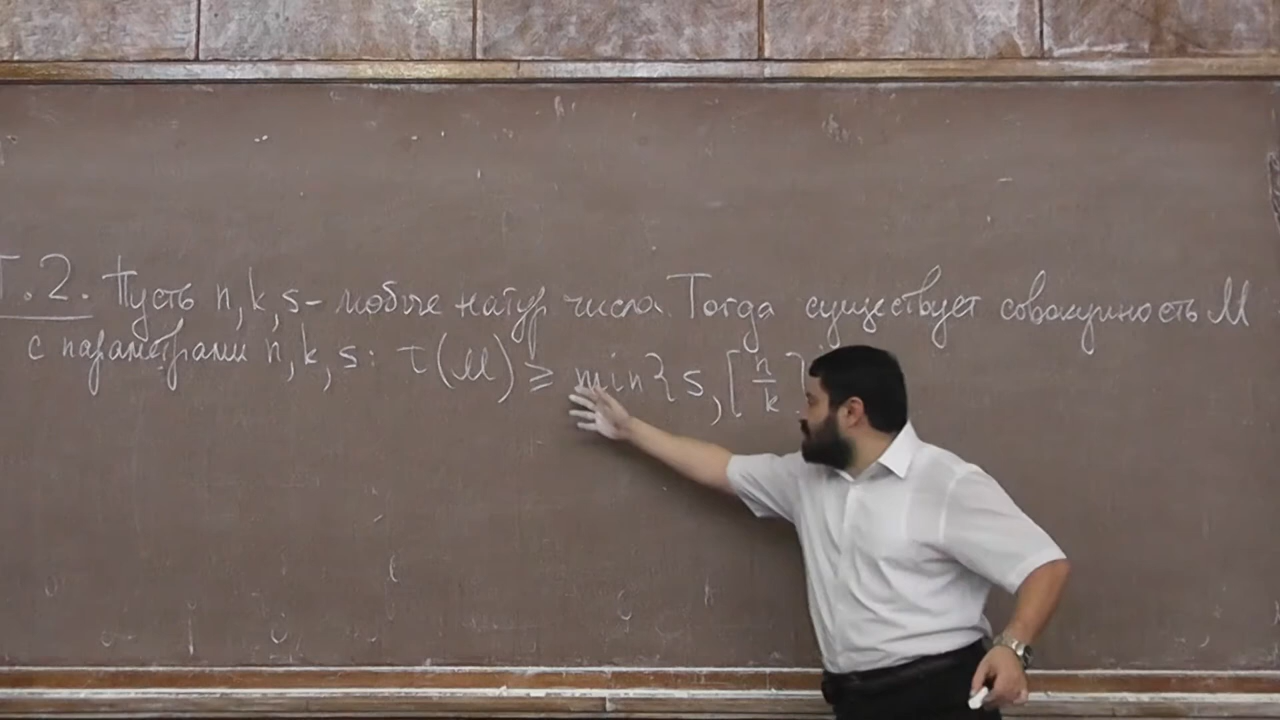 Т.2. Пусть n, k, s – любые натур числа. Тогда существует совокупность M
с параметрами n, k, s: τ(M) ≥ min{s, [n/k